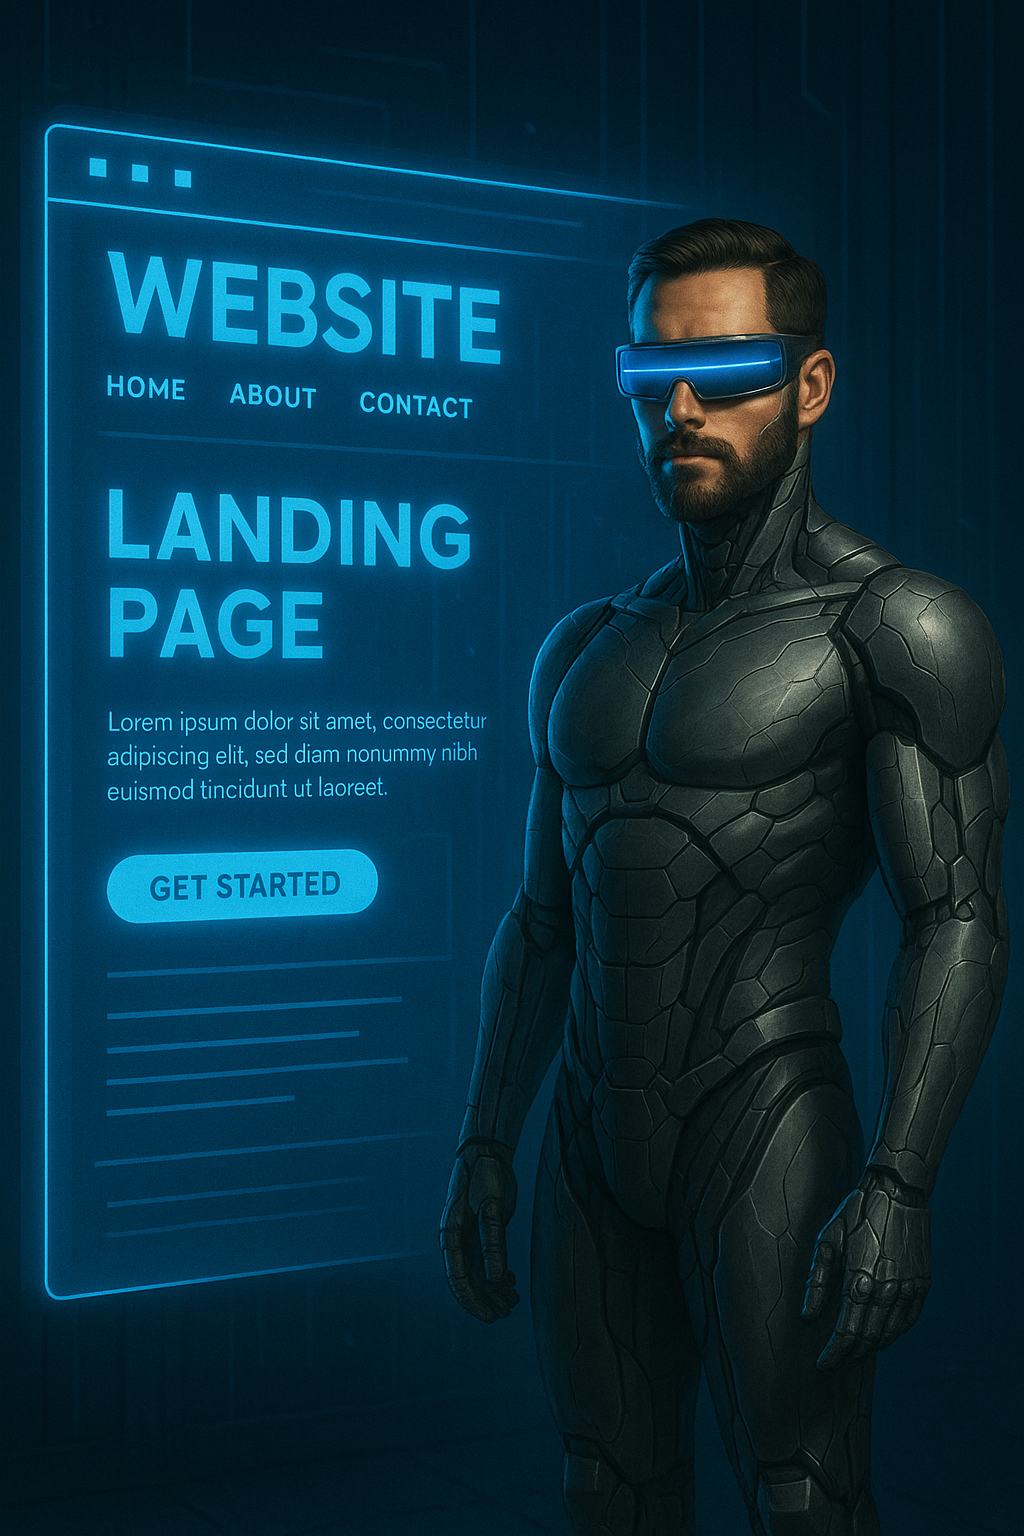 WEBSITE
HOME ABOUT CONTACT
LANDING
PAGE
Lorem ipsum dolor sit amet, consectetur
adipiscing elit, sed diam nonummy nibh
euismod tincidunt ut laoreet.
GET STARTED